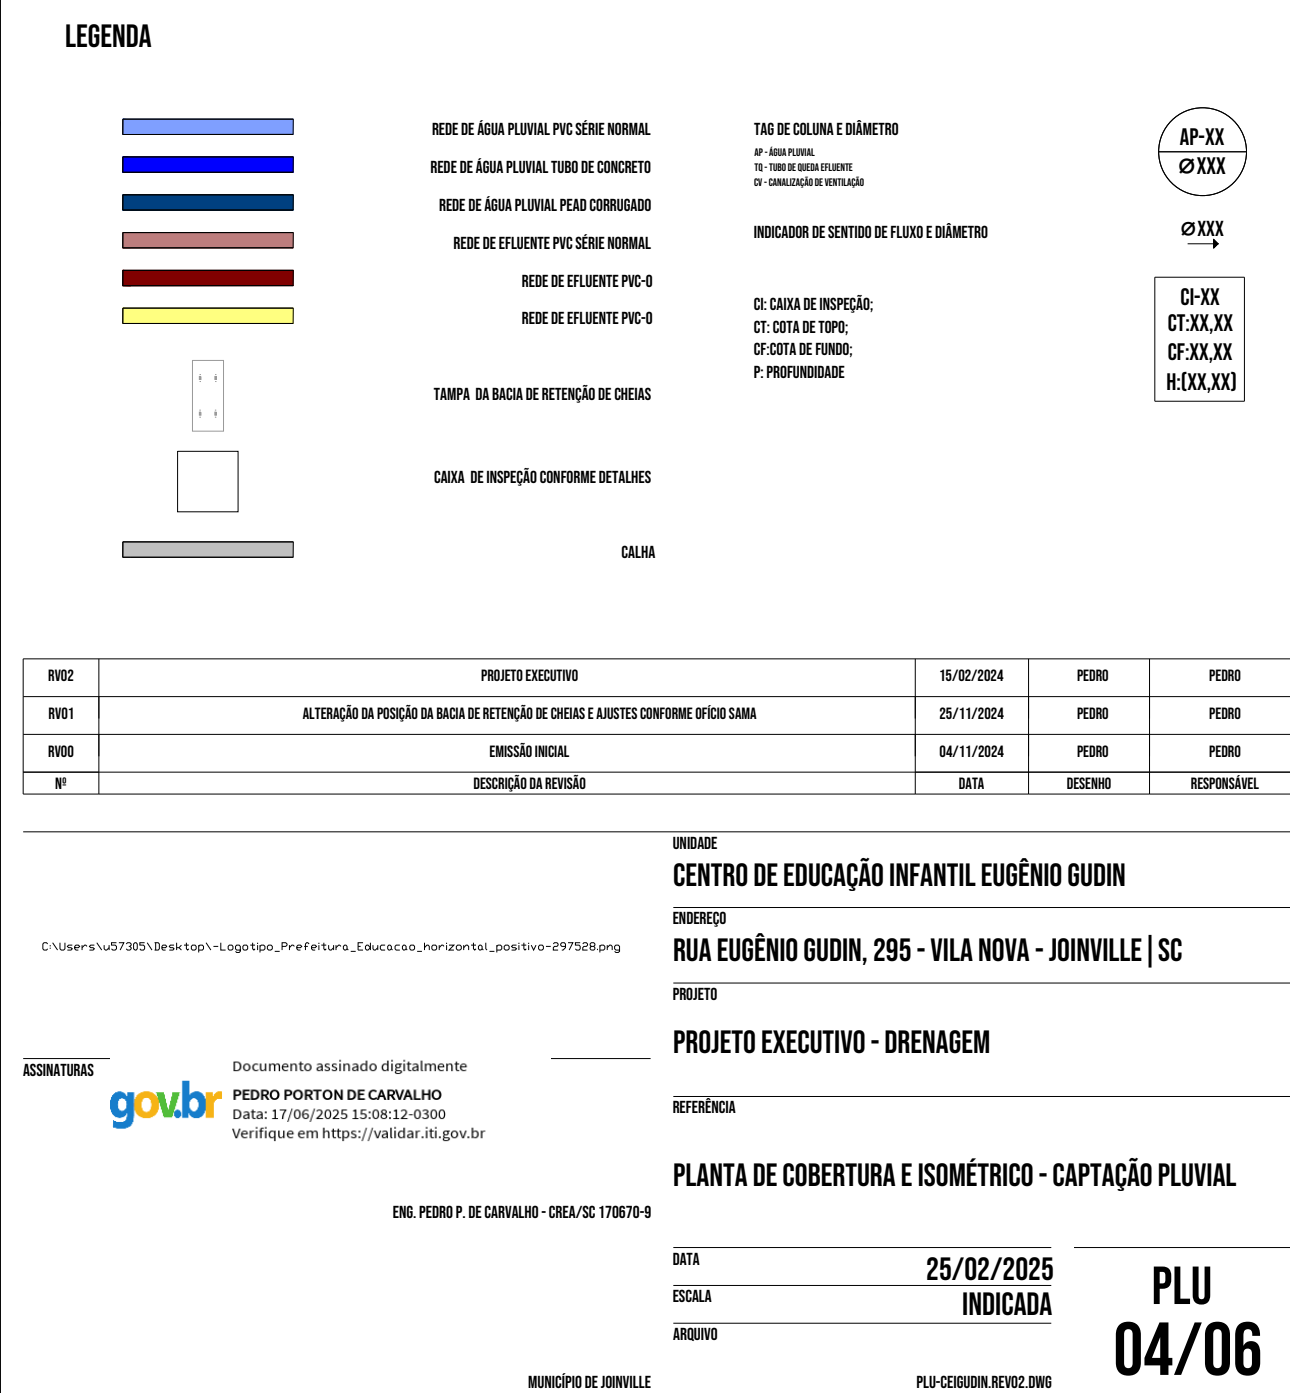 LEGENDA
REDE DE ÁGUA PLUVIAL PVC SÉRIE NORMAL
REDE DE ÁGUA PLUVIAL TUBO DE CONCRETO
REDE DE ÁGUA PLUVIAL PEAD CORRUGADO
REDE DE EFLUENTE PVC SÉRIE NORMAL
REDE DE EFLUENTE PVC-O
REDE DE EFLUENTE PVC-O
TAMPA DA BACIA DE RETENÇÃO DE CHEIAS
CAIXA DE INSPEÇÃO CONFORME DETALHES
CALHA
TAG DE COLUNA E DIÂMETRO
AP - ÁGUA PLUVIAL
TQ - TUBO DE QUEDA EFLUENTE
CV - CANALIZAÇÃO DE VENTILAÇÃO
AP-XX
ØXXX
INDICADOR DE SENTIDO DE FLUXO E DIÂMETRO
ØXXX
CI: CAIXA DE INSPEÇÃO;
CT: COTA DE TOPO;
CF:COTA DE FUNDO;
P: PROFUNDIDADE
CI-XX
CT:XX,XX
CF:XX,XX
H:(XX,XX)
RV02 PROJETO EXECUTIVO 15/02/2024 PEDRO PEDRO
RV01 ALTERAÇÃO DA POSIÇÃO DA BACIA DE RETENÇÃO DE CHEIAS E AJUSTES CONFORME OFÍCIO SAMA 25/11/2024 PEDRO PEDRO
RV00 EMISSÃO INICIAL 04/11/2024 PEDRO PEDRO
Nº DESCRIÇÃO DA REVISÃO DATA DESENHO RESPONSÁVEL
C:\Users\u57305\Desktop\-Logotipo_Prefeitura_Educacao_horizontal_positivo-297528.png
ASSINATURAS
gov.br
Documento assinado digitalmente
PEDRO PORTON DE CARVALHO
Data: 17/06/2025 15:08:12-0300
Verifique em https://validar.iti.gov.br
ENG. PEDRO P. DE CARVALHO - CREA/SC 170670-9
MUNICÍPIO DE JOINVILLE
UNIDADE
CENTRO DE EDUCAÇÃO INFANTIL EUGÊNIO GUDIN
ENDEREÇO
RUA EUGÊNIO GUDIN, 295 - VILA NOVA - JOINVILLE | SC
PROJETO
PROJETO EXECUTIVO - DRENAGEM
REFERÊNCIA
PLANTA DE COBERTURA E ISOMÉTRICO - CAPTAÇÃO PLUVIAL
DATA
25/02/2025
ESCALA
INDICADA
ARQUIVO
PLU-CEIGUDIN.REV02.DWG
PLU
04/06